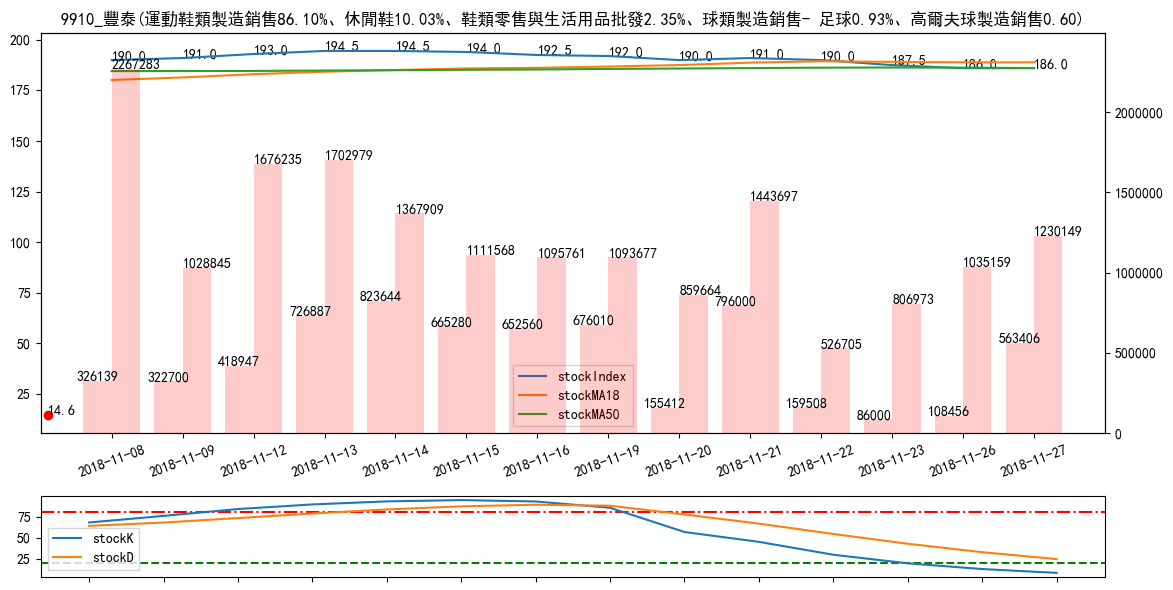 9910_豐泰(運動鞋類製造銷售86.10%、休閒鞋10.03%、鞋類零售與生活用品批發2.35%、球類製造銷售- 足球0.93%、高爾夫球製造銷售0.60)
200
175
150
125
100
75
50
25
190.0 191.0 193.0 194.5 194.5 194.0 192.5 192.0 190.0 191.0 190.0 187.5 186.0 186.0
2267283 1028845 1676235 1702979 1367909 1111568 1095761 1093677 859664 1443697 526705 806973 1035159 1230149
326139 322700 418947 726887 823644 665280 652560 676010 155412 796000 159508 86000 108456 563406
14.6
stockIndex
stockMA18
stockMA50
2000000
1500000
1000000
500000
0
2018-11-08 2018-11-09 2018-11-12 2018-11-13 2018-11-14 2018-11-15 2018-11-16 2018-11-19 2018-11-20 2018-11-21 2018-11-22 2018-11-23 2018-11-26 2018-11-27
75
50
25
stockK
stockD